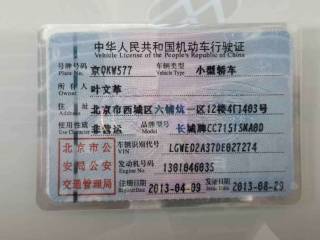 中华人民共和国机动车行驶证
Vehicle License of the People's Republic of China
号牌号码 京QKW577 车辆类型 小型轿车
Plate No. Vehicle Type
所有人 叶文革
Owner
住址 北京市西城区六铺炕一区12楼4门403号
Address
使用性质 非营运 品牌型号 长城牌CC7151SMA8D
北京市公 车辆识别代号 LGWED2A37DE027274
安局公安 VIN
交通管理局 发动机号码 1301046035
Engine No.
注册日期 2013-04-09 发证日期 2013-08-29
Register Date Issue Date